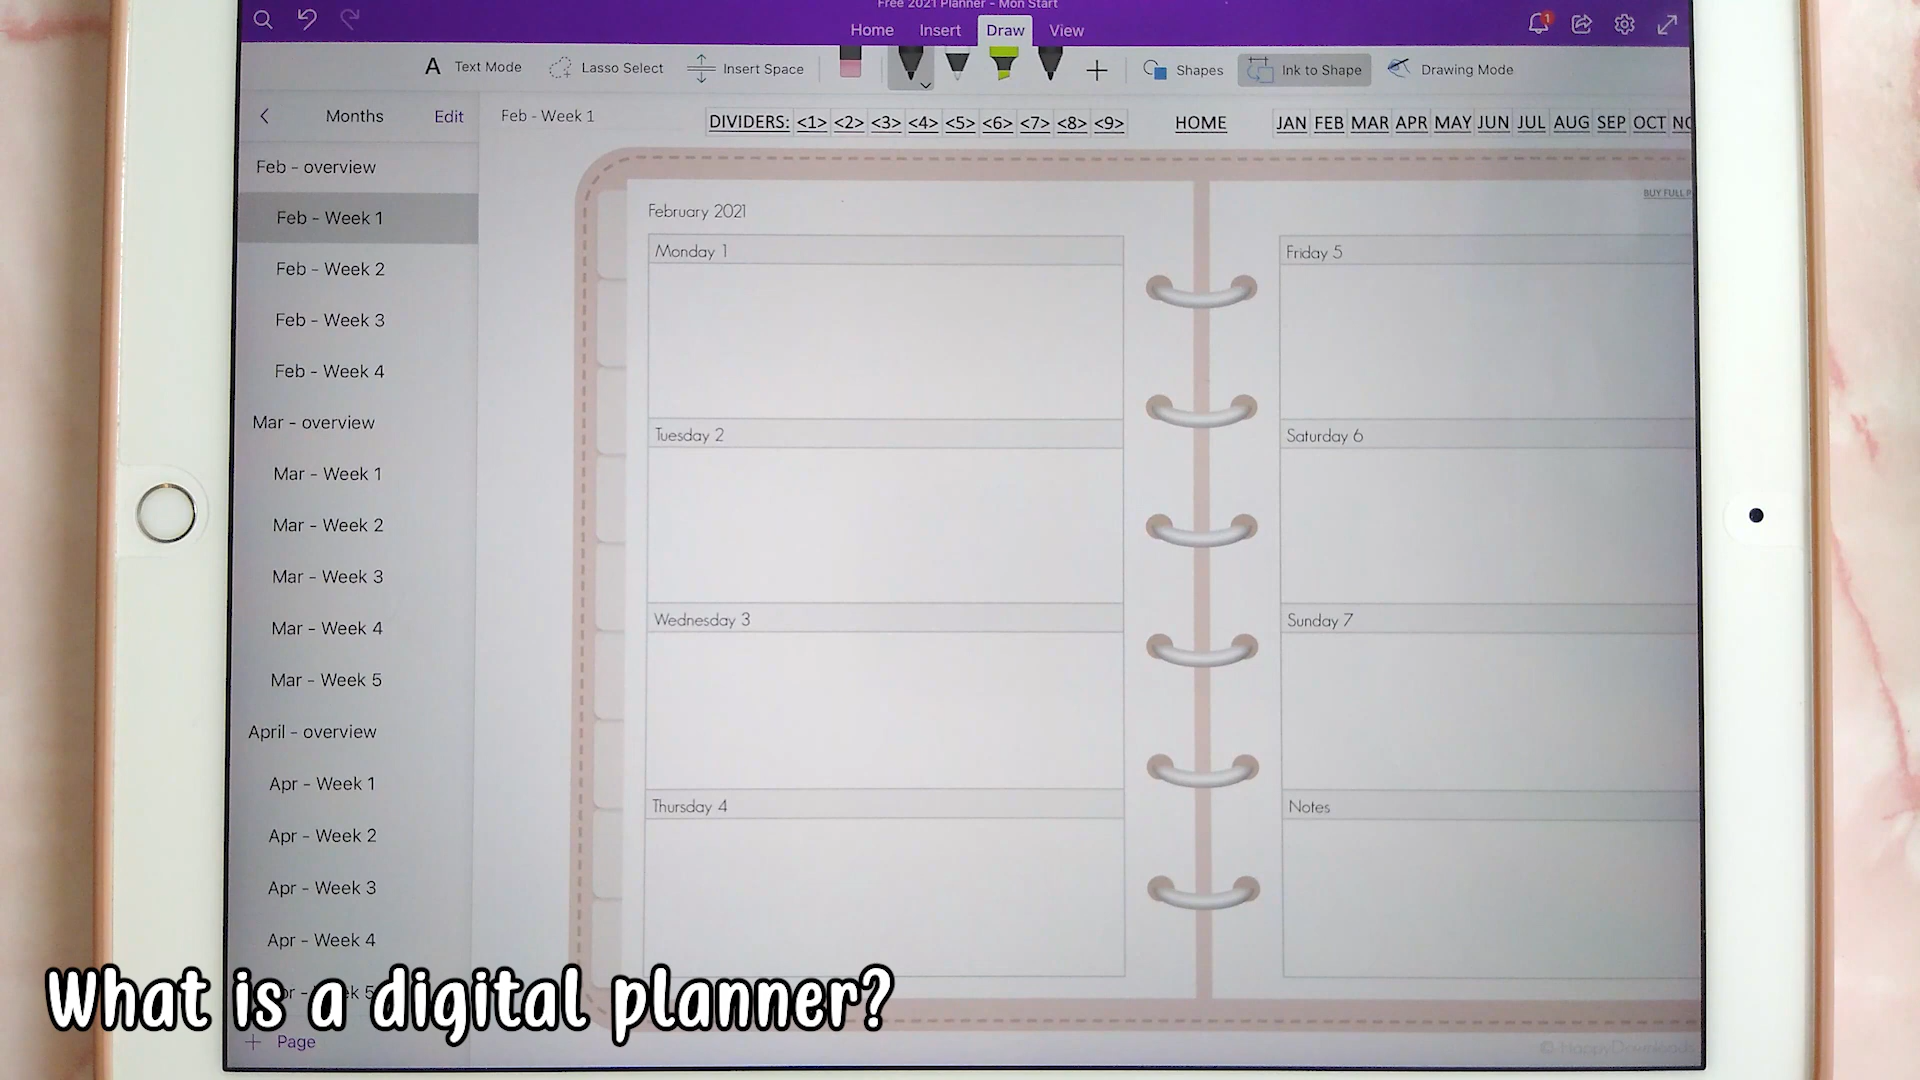 Free 2021 Planner - Mon Start
Home Insert Draw View
1
A Text Mode Lasso Select Insert Space Shapes Ink to Shape Drawing Mode
Months Edit
Feb - overview
Feb - Week 1
Feb - Week 2
Feb - Week 3
Feb - Week 4
Mar - overview
Mar - Week 1
Mar - Week 2
Mar - Week 3
Mar - Week 4
Mar - Week 5
April - overview
Apr - Week 1
Apr - Week 2
Apr - Week 3
Apr - Week 4
Page
Feb - Week 1
DIVIDERS: <1> <2> <3> <4> <5> <6> <7> <8> <9> HOME JAN FEB MAR APR MAY JUN JUL AUG SEP OCT
BUY FULL
February 2021
Monday 1
Tuesday 2
Wednesday 3
Thursday 4
Friday 5
Saturday 6
Sunday 7
Notes
© HappyDownloads
What is a digital planner?